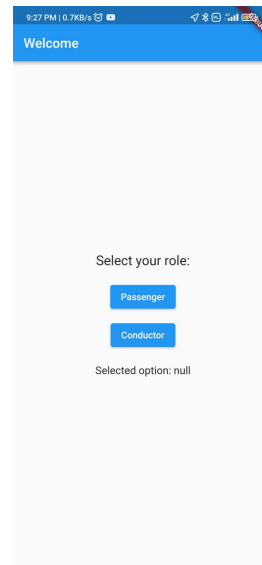 9:27 PM | 0.7KB/s
Welcome
Select your role:
Passenger
Conductor
Selected option: null